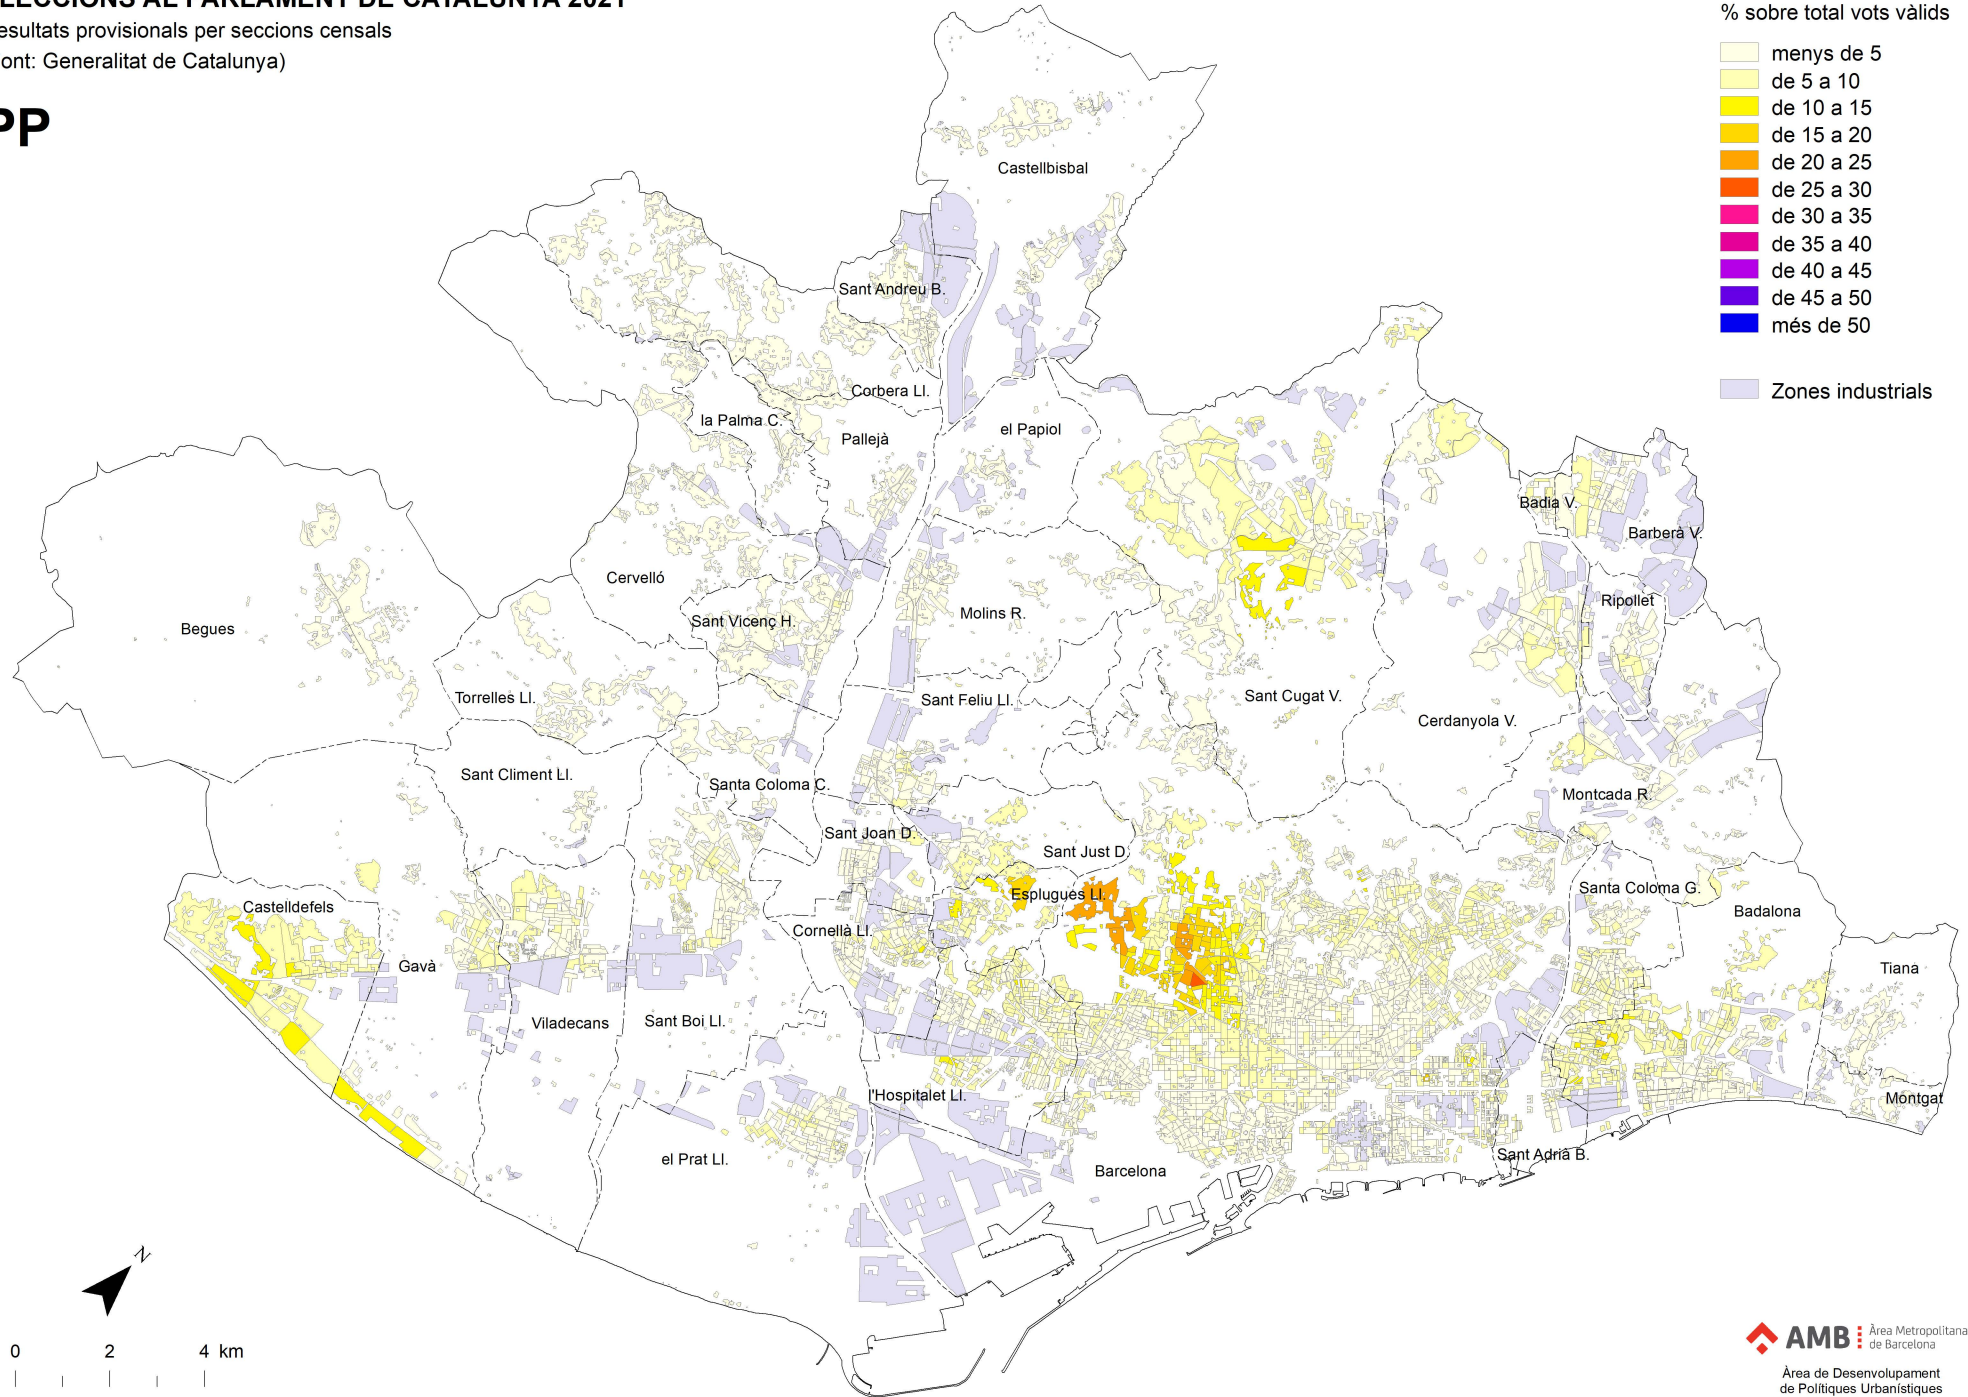 ELECCIONS AL PARLAMENT DE CATALUNYA 2021
esultats provisionals per seccions censals
ont: Generalitat de Catalunya)
PP
% sobre total vots vàlids
menys de 5
de 5 a 10
de 10 a 15
de 15 a 20
de 20 a 25
de 25 a 30
de 30 a 35
de 35 a 40
de 40 a 45
de 45 a 50
més de 50
Zones industrials
Castellbisbal
Sant Andreu B.
Corbera Ll.
la Palma C.
Pallejà
el Papiol
Badia V.
Barberà V.
Cervelló
Ripollet
Begues
Sant Vicenç H.
Molins R.
Torrelles Ll.
Sant Feliu Ll.
Sant Cugat V.
Cerdanyola V.
Sant Climent Ll.
Santa Coloma C.
Montcada R.
Sant Joan D.
Sant Just D.
Esplugues Ll.
Santa Coloma G.
Castelldefels
Badalona
Cornellà Ll.
Gavà
Tiana
Viladecans
Sant Boi Ll.
l'Hospitalet Ll.
Montgat
el Prat Ll.
Barcelona
Sant Adrià B.
N
0 2 4 km
AMB
Àrea Metropolitana
de Barcelona
Àrea de Desenvolupament
de Polítiques Urbanístiques